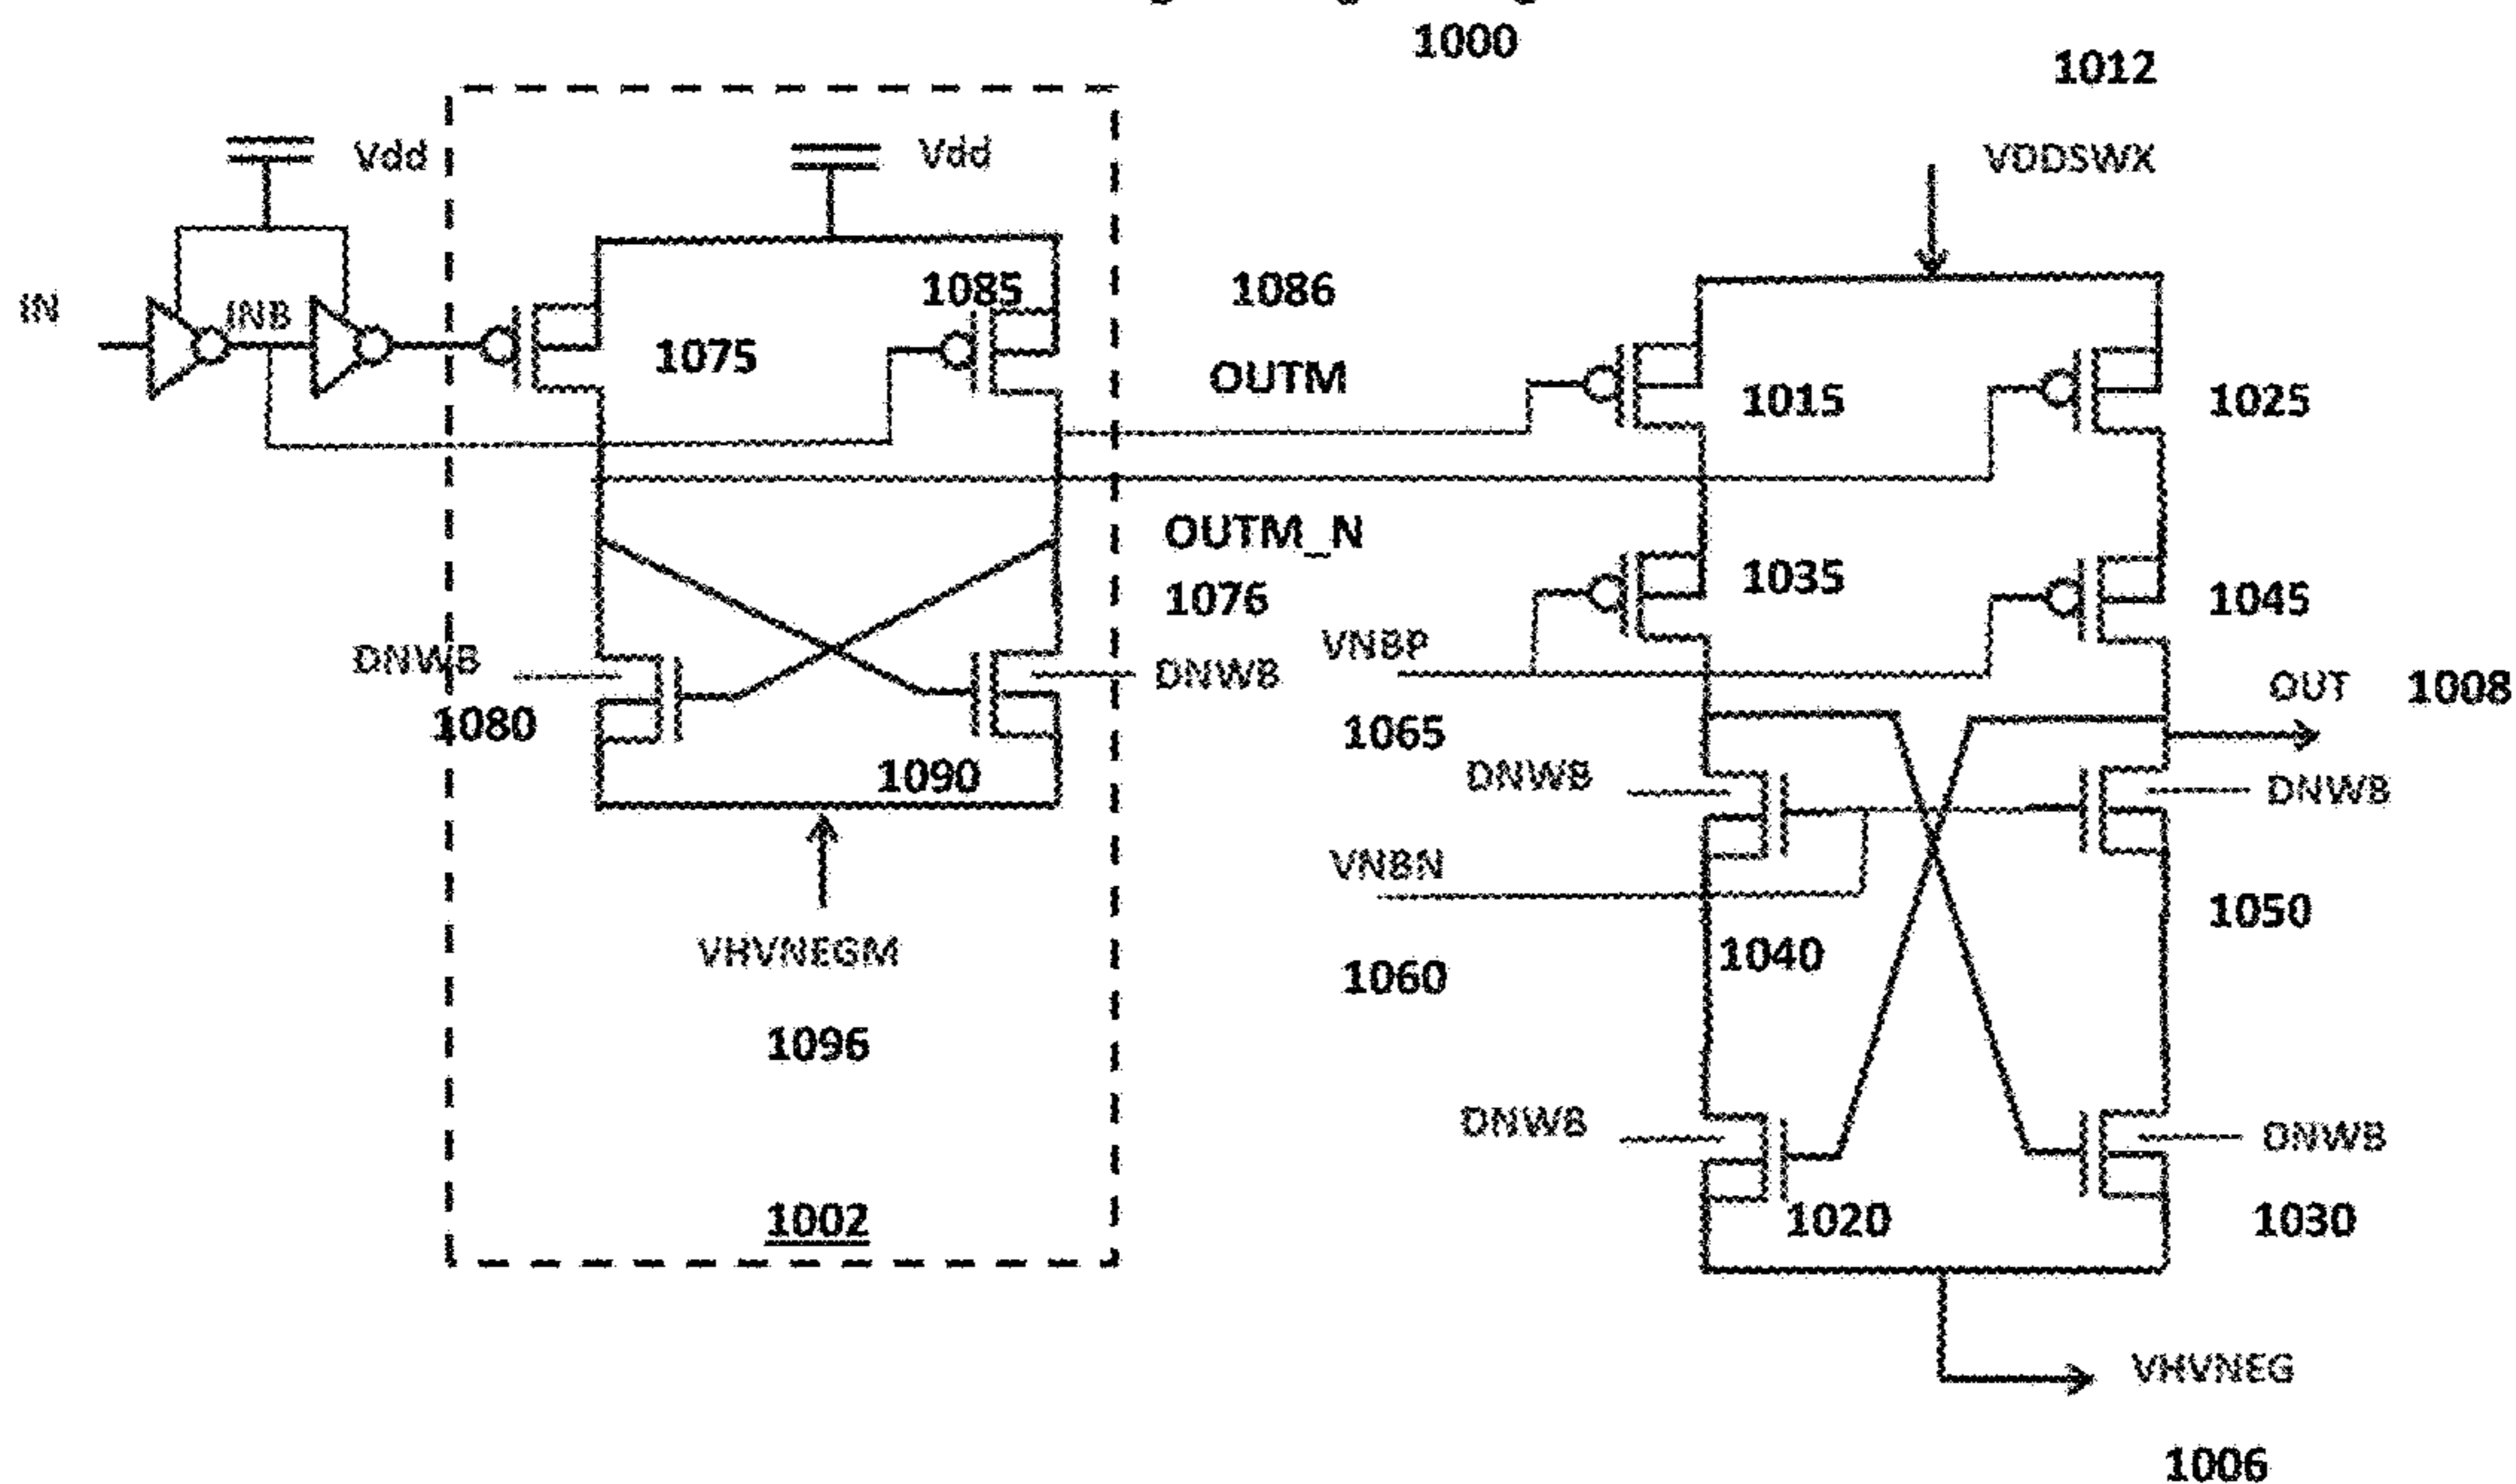 1000
1012
VDDSWX
Vdd
Vdd
IN
INB
1085
1086
1075
OUTM
1015
1025
OUTM_N
1076
1035
1045
DNWB
1080
DNWB
VNBP
1065
OUT 1008
1090
DNWB
DNWB
VNBN
1060
1040
1050
VHVNEGM
1096
DNWB
DNWB
1002
1020
1030
VHVNEG
1006